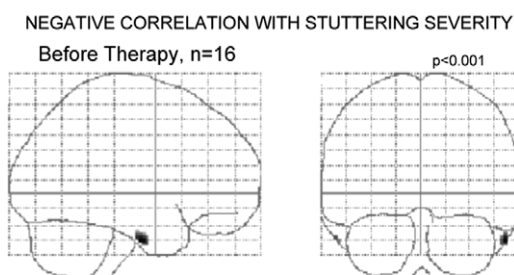 NEGATIVE CORRELATION WITH STUTTERING SEVERITY
Before Therapy, n=16
p<0.001